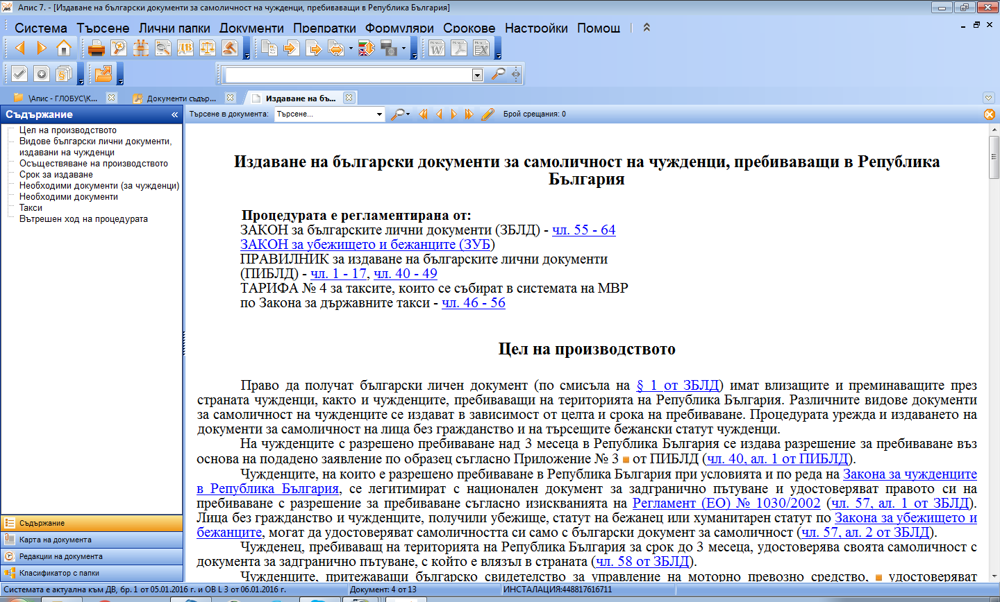 Апис 7. - [Издаване на български документи за самоличност на чужденци, пребиваващи в Република България]
Система Търсене Лични папки Документи Препратки Формуляри Срокове Настройки Помощ
\Апис - ГЛОБУС\К... Документи съдър... Издаване на бъ...
Съдържание «
Търсене в документа: Търсене... Брой срещания: 0
Цел на производството
Видове български лични документи,
издавани на чужденци
Осъществяване на производството
Срок за издаване
Необходими документи (за чужденци)
Необходими документи
Такси
Вътрешен ход на процедурата
Издаване на български документи за самоличност на чужденци, пребиваващи в Република
България
Процедурата е регламентирана от:
ЗАКОН за българските лични документи (ЗБЛД) - чл. 55 - 64
ЗАКОН за убежището и бежанците (ЗУБ)
ПРАВИЛНИК за издаване на българските лични документи
(ПИБЛД) - чл. 1 - 17, чл. 40 - 49
ТАРИФА № 4 за таксите, които се събират в системата на МВР
по Закона за държавните такси - чл. 46 - 56
Цел на производството
Право да получат български личен документ (по смисъла на § 1 от ЗБЛД) имат влизащите и преминаващите през
страната чужденци, както и чужденците, пребиваващи на територията на Република България. Различните видове документи
за самоличност на чужденците се издават в зависимост от целта и срока на пребиваване. Процедурата урежда и издаването на
документи за самоличност на лица без гражданство и на търсещите бежански статут чужденци.
На чужденците с разрешено пребиваване над 3 месеца в Република България се издава разрешение за пребиваване въз
основа на подадено заявление по образец съгласно Приложение № 3 от ПИБЛД (чл. 40, ал. 1 от ПИБЛД).
Чужденците, на които е разрешено пребиваване в Република България при условията и по реда на Закона за чужденците
в Република България, се легитимират с национален документ за задгранично пътуване и удостоверяват правото си на
пребиваване с разрешение за пребиваване съгласно изискванията на Регламент (ЕО) № 1030/2002 (чл. 57, ал. 1 от ЗБЛД).
Лица без гражданство и чужденците, получили убежище, статут на бежанец или хуманитарен статут по Закона за убежището и
бежанците, могат да удостоверяват самоличността си само с български документ за самоличност (чл. 57, ал. 2 от ЗБЛД).
Чужденец, пребиваващ на територията на Република България за срок до 3 месеца, удостоверява своята самоличност с
документа за задгранично пътуване, с който е влязъл в страната (чл. 58 от ЗБЛД).
Чужденците, притежаващи българско свидетелство за управление на моторно превозно средство, удостоверяват
Съдържание
Карта на документа
Редакции на документа
Класификатор с папки
Системата е актуална към ДВ, бр. 1 от 05.01.2016 г. и OB L 3 от 06.01.2016 г. Документ: 4 от 13 ИНСТАЛАЦИЯ:448817616711